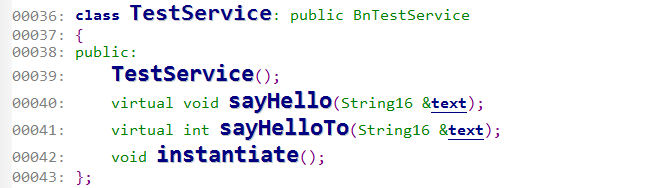 00036: class TestService: public BnTestService
00037: {
00038: public:
00039:     TestService();
00040:     virtual void sayHello(String16 &text);
00041:     virtual int sayHelloTo(String16 &text);
00042:     void instantiate();
00043: };